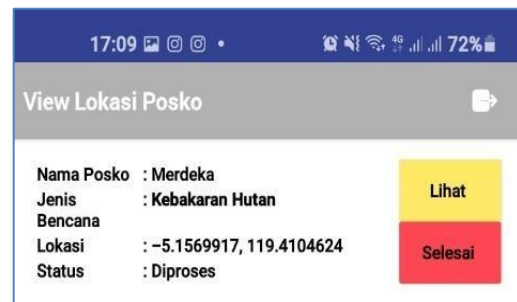 17:09 72%
View Lokasi Posko
Nama Posko : Merdeka
Jenis Bencana : Kebakaran Hutan
Lokasi : -5.1569917, 119.4104624
Status : Diproses
Lihat
Selesai